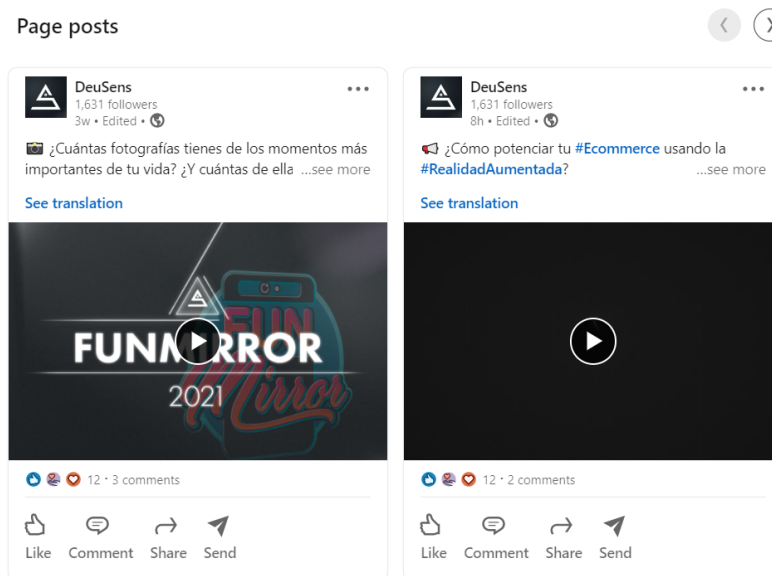 Page posts
DeuSens
1,631 followers
3w • Edited •
📷 ¿Cuántas fotografías tienes de los momentos más
importantes de tu vida? ¿Y cuántas de ella ...see more
See translation
FUNMIRROR
2021
FUN
Mirror
12 · 3 comments
Like Comment Share Send
DeuSens
1,631 followers
8h • Edited •
📢 ¿Cómo potenciar tu #Ecommerce usando la
#RealidadAumentada? ...see more
See translation
12 · 2 comments
Like Comment Share Send